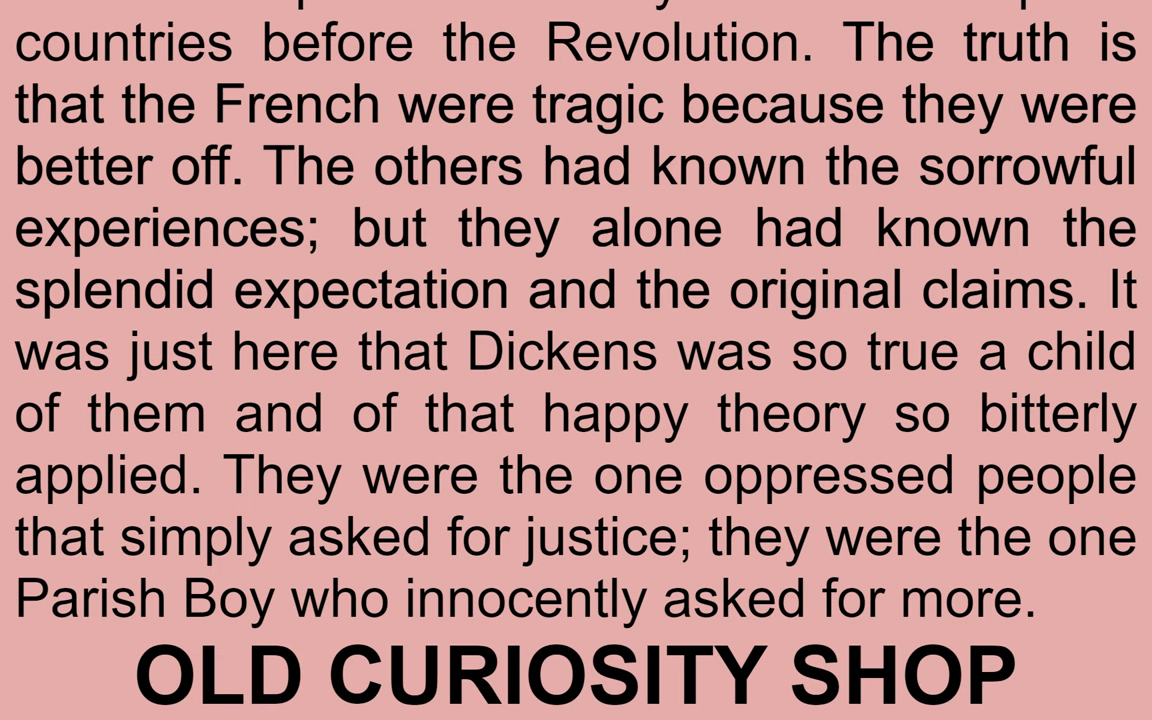 countries before the Revolution. The truth is
that the French were tragic because they were
better off. The others had known the sorrowful
experiences; but they alone had known the
splendid expectation and the original claims. It
was just here that Dickens was so true a child
of them and of that happy theory so bitterly
applied. They were the one oppressed people
that simply asked for justice; they were the one
Parish Boy who innocently asked for more.
OLD CURIOSITY SHOP